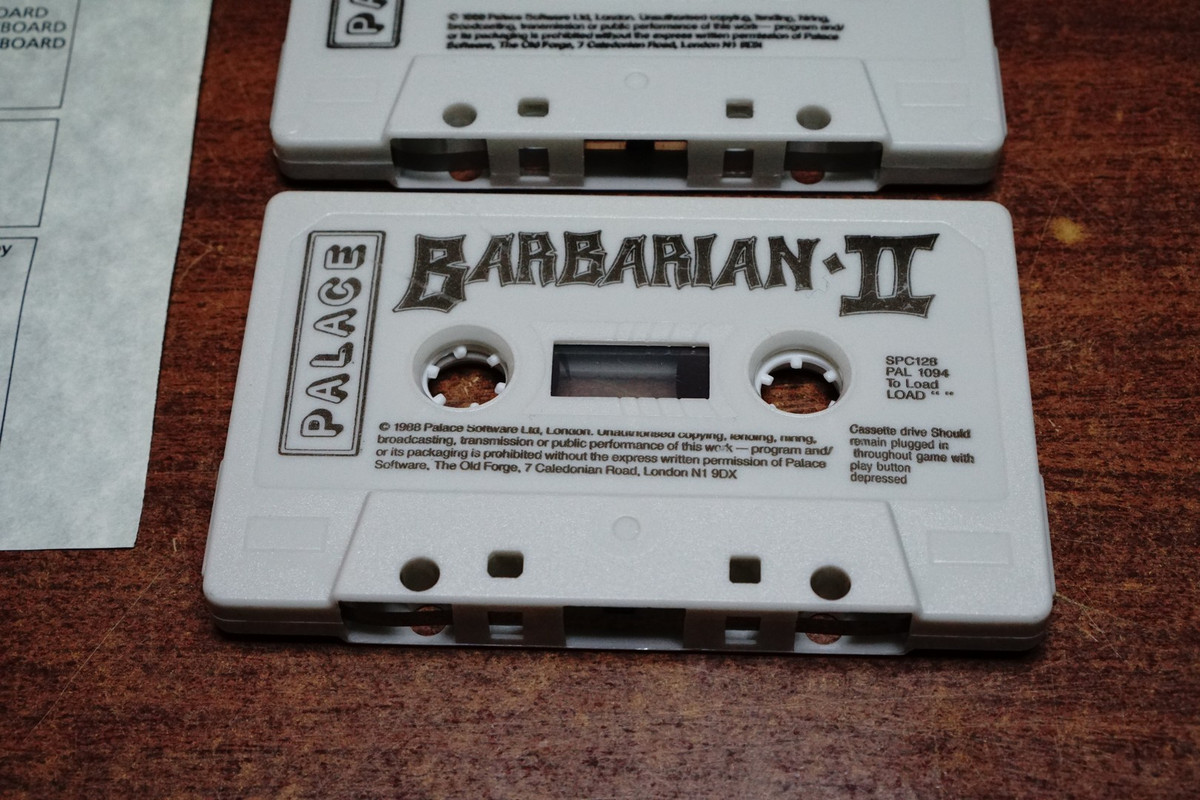 OARD
BOARD
BOARD
PA
© 1988 Palace Software Ltd, London. Unauthorised copying, lending, hiring,
broadcasting, transmission or public performance of this work — program and/
or its packaging is prohibited without the express written permission of Palace
Software, The Old Forge, 7 Caledonian Road, London N1 9DX
PALACE
BARBARIAN·II
SPC128
PAL 1094
To Load
LOAD “ “
© 1988 Palace Software Ltd, London. Unauthorised copying, lending, hiring,
broadcasting, transmission or public performance of this work — program and/
or its packaging is prohibited without the express written permission of Palace
Software, The Old Forge, 7 Caledonian Road, London N1 9DX
Cassette drive Should
remain plugged in
throughout game with
play button
depressed